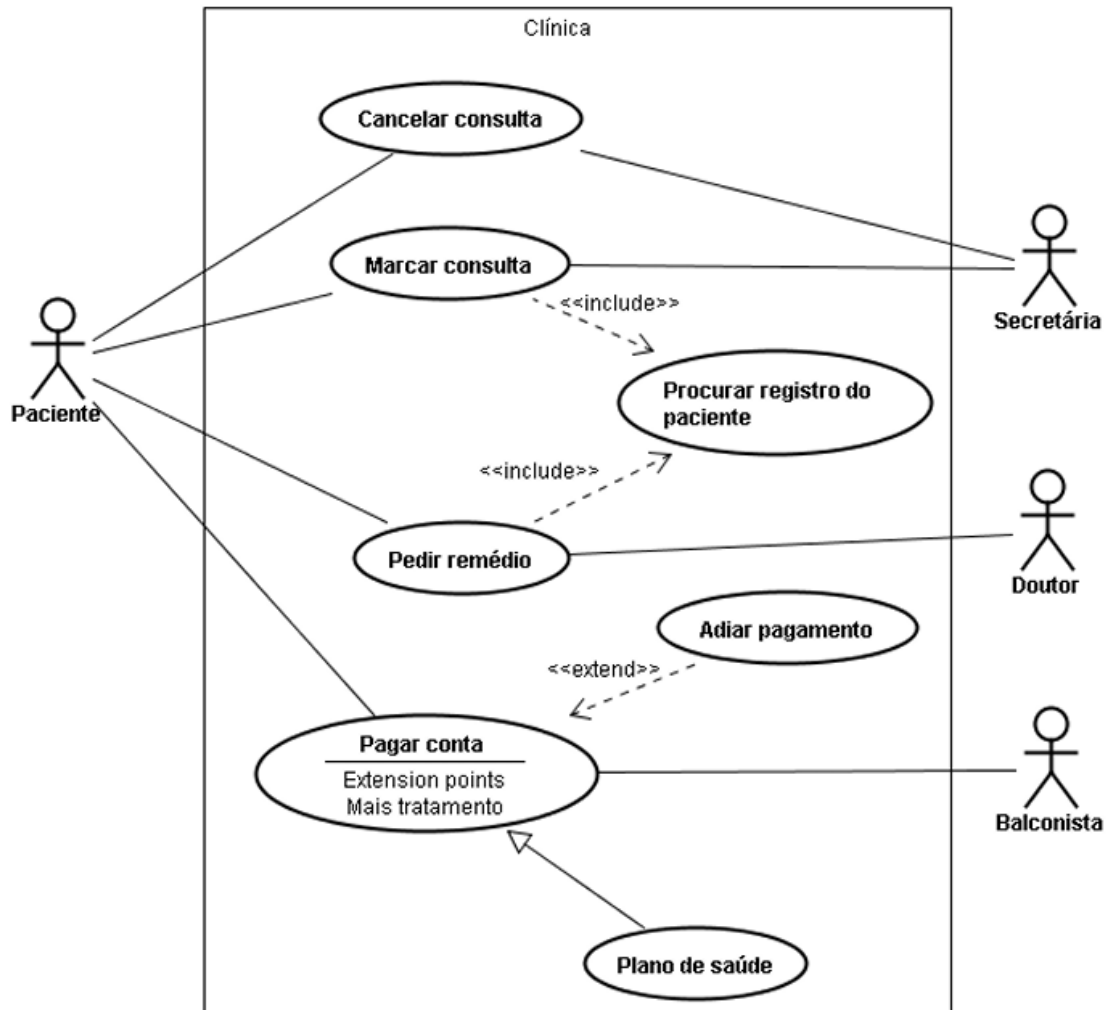 Clínica
Cancelar consulta
Marcar consulta
<<include>>
Secretária
Paciente
Procurar registro do
paciente
<<include>>
Pedir remédio
Doutor
Adiar pagamento
<<extend>>
Pagar conta
Extension points
Mais tratamento
Balconista
Plano de saúde